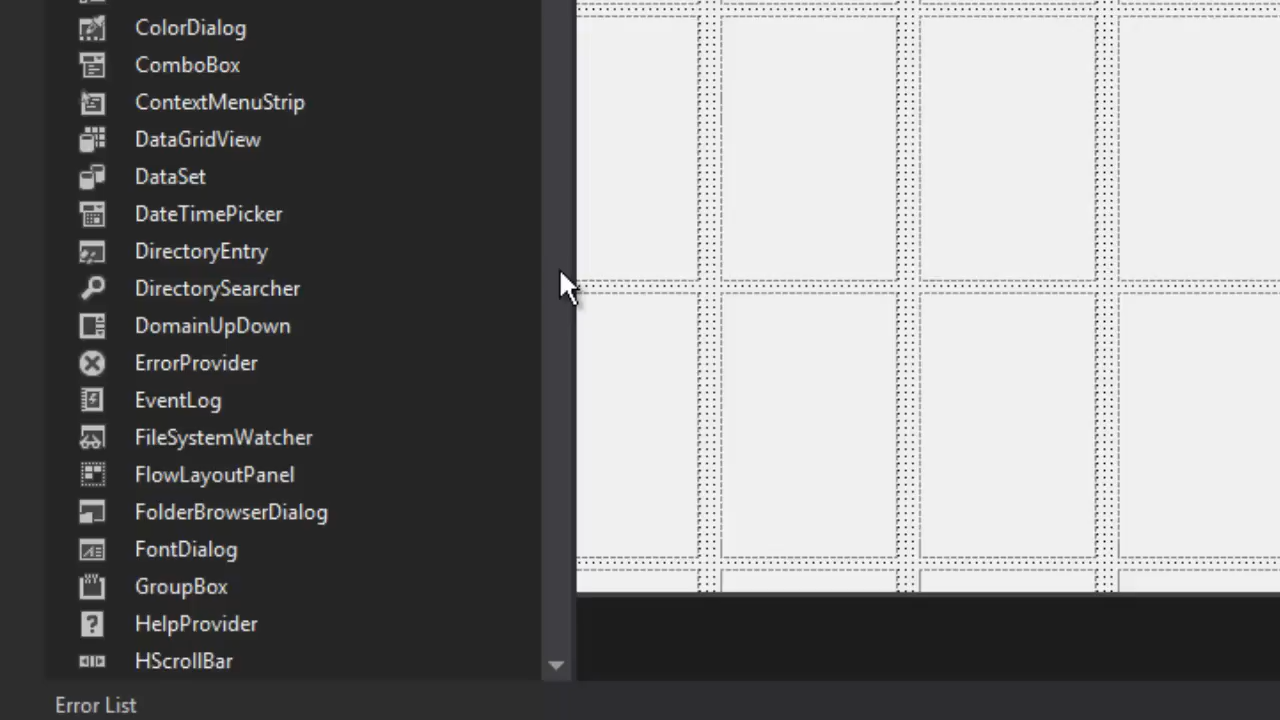 ColorDialog
ComboBox
ContextMenuStrip
DataGridView
DataSet
DateTimePicker
DirectoryEntry
DirectorySearcher
DomainUpDown
ErrorProvider
EventLog
FileSystemWatcher
FlowLayoutPanel
FolderBrowserDialog
FontDialog
GroupBox
HelpProvider
HScrollBar
Error List